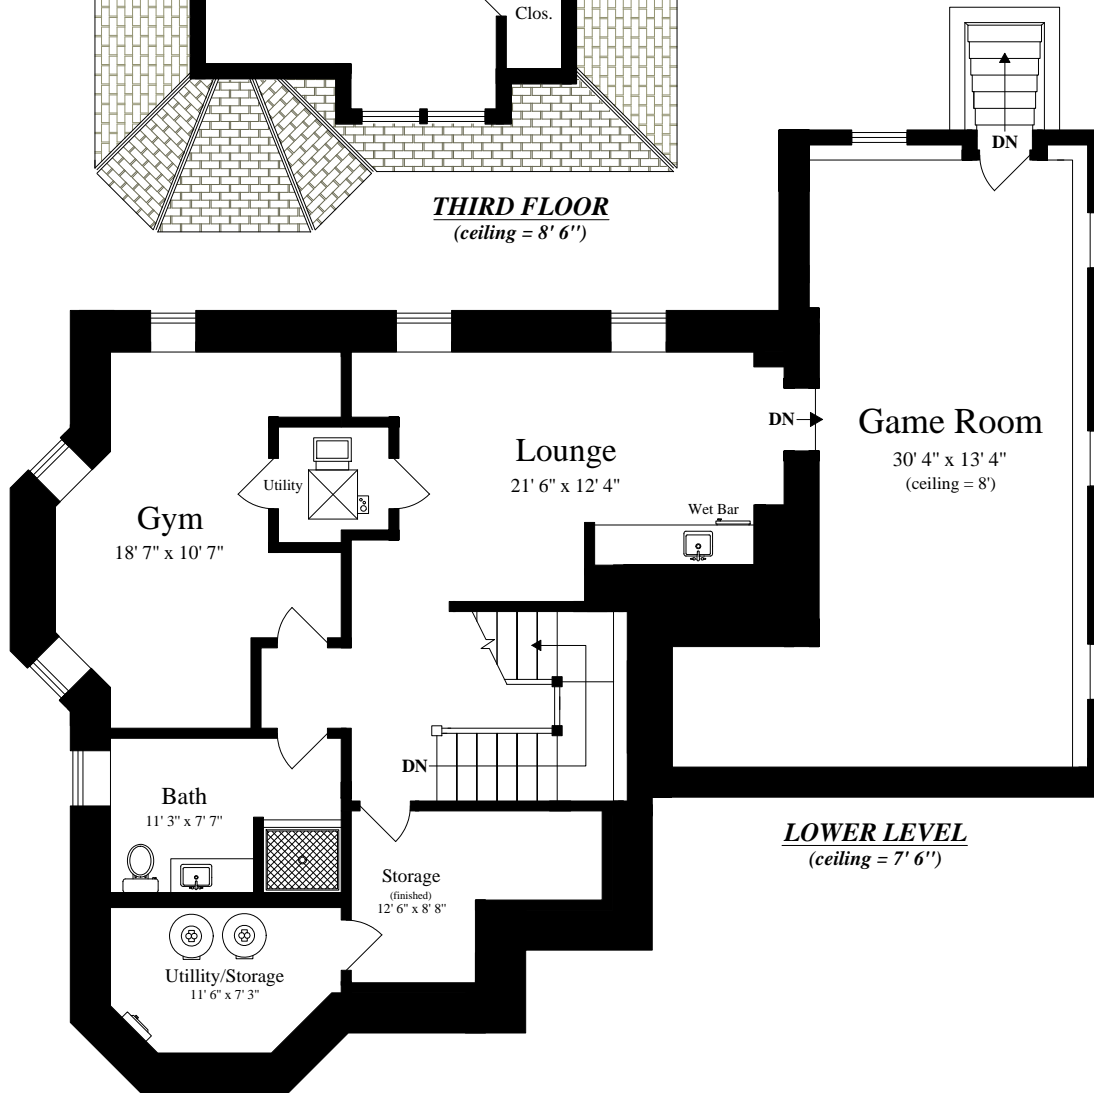 Clos.
DN
THIRD FLOOR
(ceiling = 8' 6")
DN
Game Room
30' 4" x 13' 4"
(ceiling = 8')
Lounge
21' 6" x 12' 4"
Utility
Wet Bar
Gym
18' 7" x 10' 7"
DN
Bath
11' 3" x 7' 7"
LOWER LEVEL
(ceiling = 7' 6")
Storage
(finished)
12' 6" x 8' 8"
Utillity/Storage
11' 6" x 7' 3"